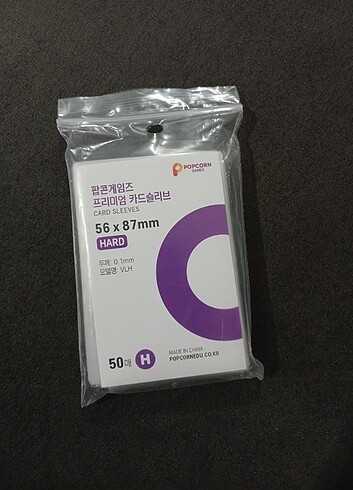 POPCORN
GAMES
팝콘게임즈
프리미엄 카드슬리브
CARD SLEEVES
56 x 87mm
HARD
두께: 0.1mm
모델명: VLH
50매 H
MADE IN CHINA
POPCORNEDU.CO.KR